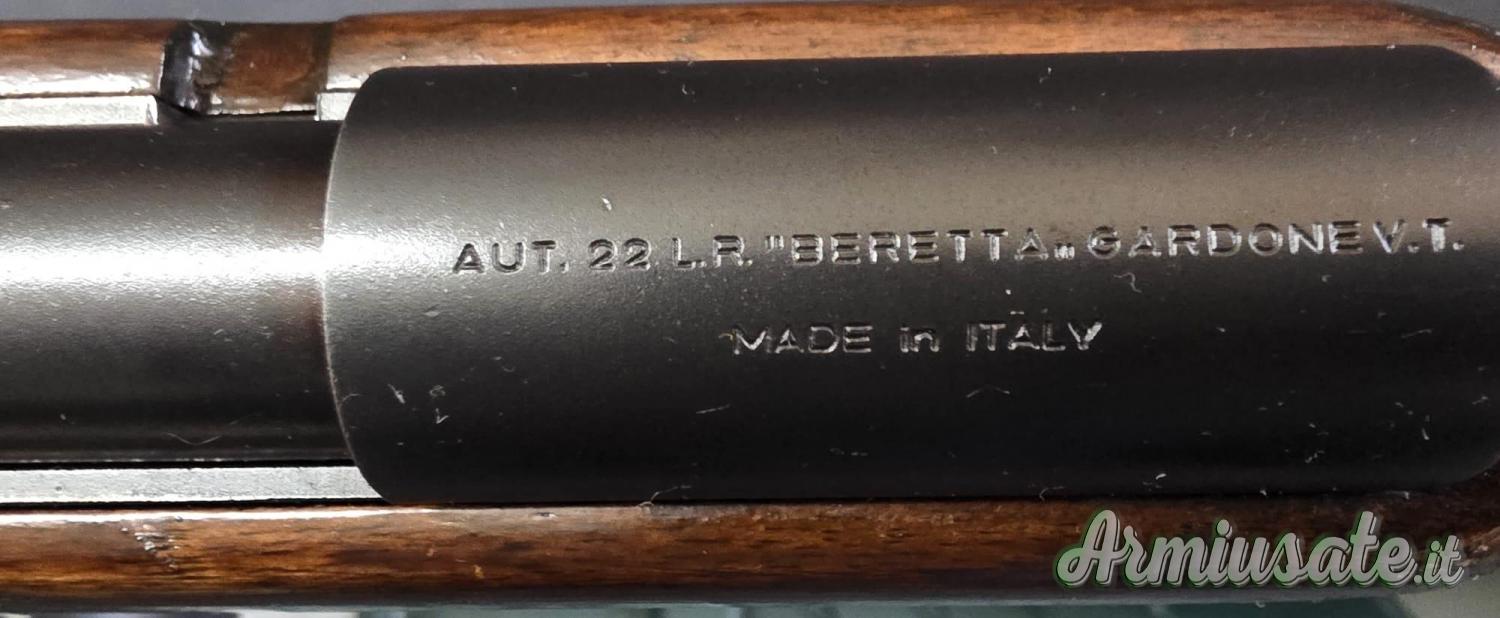 AUT. 22 L.R. "BERETTA" GARDONE V.T.
MADE in ITALY
Armiusate.it